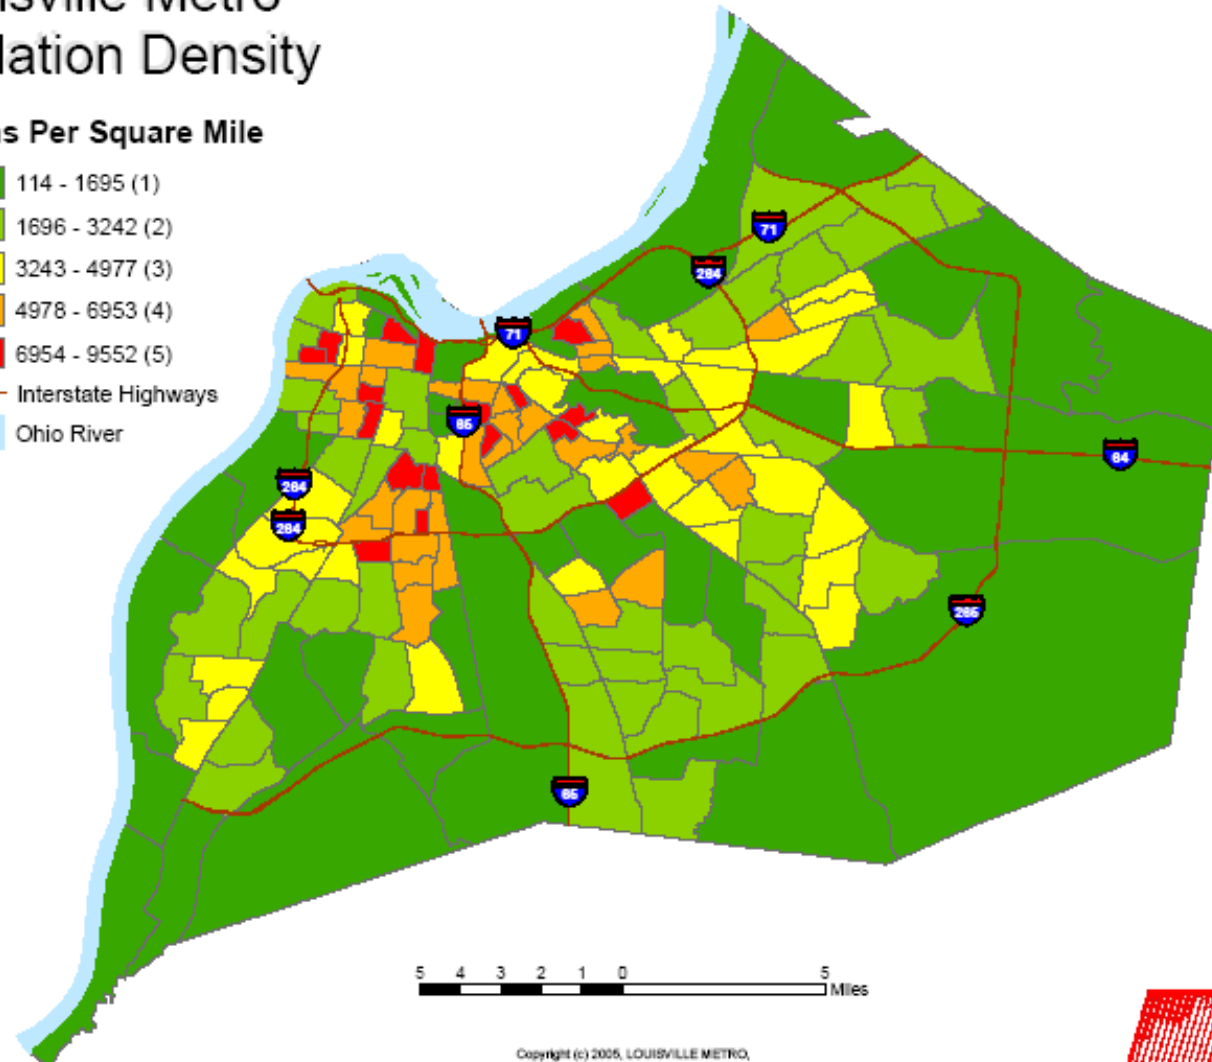 isville Metro
lation Density
s Per Square Mile
114 - 1695 (1)
1696 - 3242 (2)
3243 - 4977 (3)
4978 - 6953 (4)
6954 - 9552 (5)
Interstate Highways
Ohio River
71
264
71
65
64
264
264
265
65
5 4 3 2 1 0 5
Miles
Copyright (c) 2005, LOUISVILLE METRO,